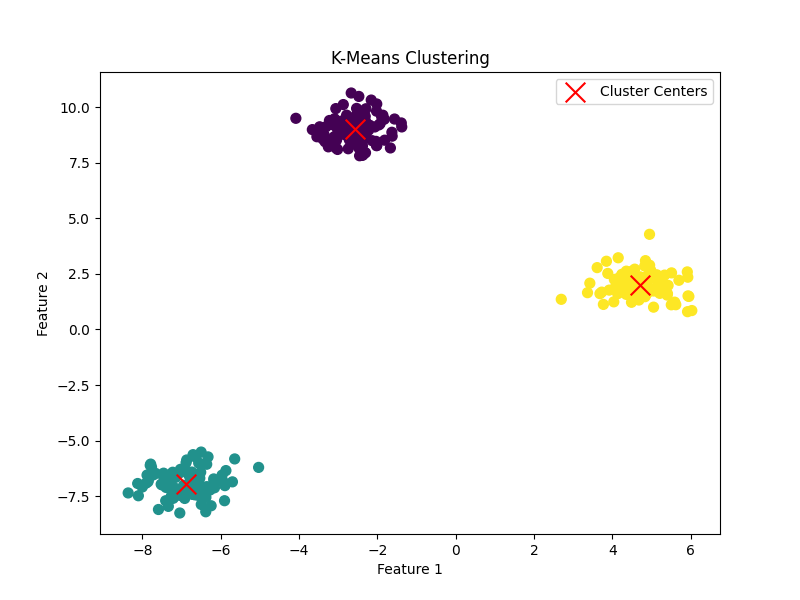 K-Means Clustering
Cluster Centers
10.0
7.5
5.0
2.5
0.0
−2.5
−5.0
−7.5
Feature 2
−8 −6 −4 −2 0 2 4 6
Feature 1